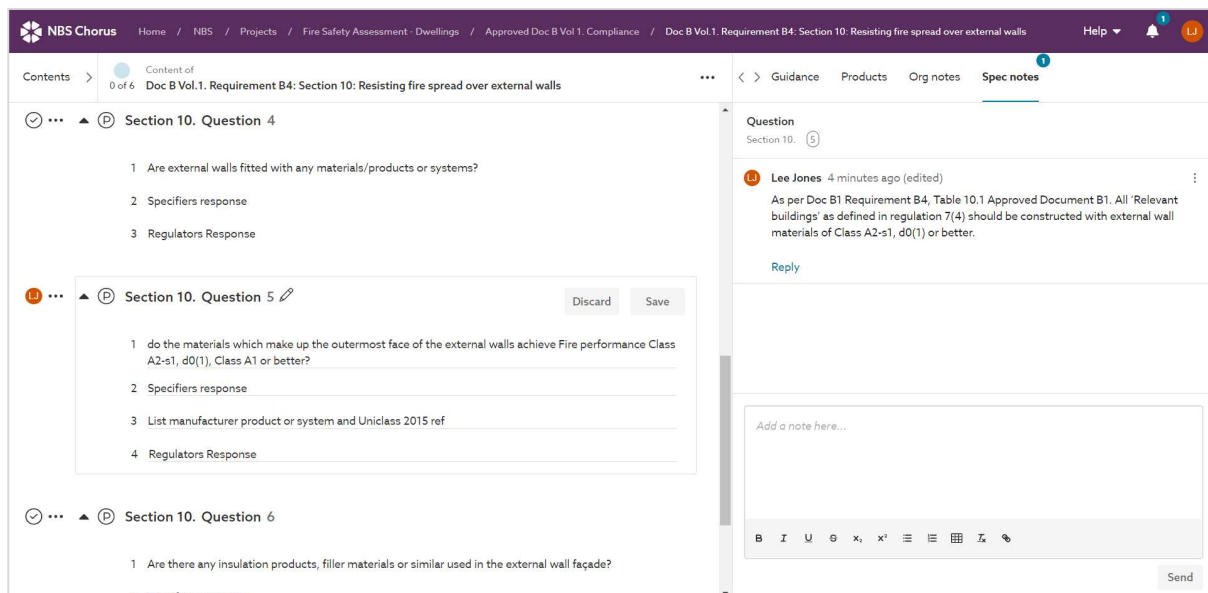 NBS Chorus
Home / NBS / Projects / Fire Safety Assessment - Dwellings / Approved Doc B Vol 1. Compliance / Doc B Vol.1. Requirement B4: Section 10: Resisting fire spread over external walls
Help
1
LJ
Contents
0 of 6
Content of
Doc B Vol.1. Requirement B4: Section 10: Resisting fire spread over external walls
Guidance
Products
Org notes
Spec notes
1
P Section 10. Question 4
1 Are external walls fitted with any materials/products or systems?
2 Specifiers response
3 Regulators Response
LJ
P Section 10. Question 5
Discard
Save
1 do the materials which make up the outermost face of the external walls achieve Fire performance Class
A2-s1, d0(1), Class A1 or better?
2 Specifiers response
3 List manufacturer product or system and Uniclass 2015 ref
4 Regulators Response
P Section 10. Question 6
1 Are there any insulation products, filler materials or similar used in the external wall façade?
Question
Section 10. 5
LJ Lee Jones 4 minutes ago (edited)
As per Doc B1 Requirement B4, Table 10.1 Approved Document B1. All ‘Relevant
buildings’ as defined in regulation 7(4) should be constructed with external wall
materials of Class A2-s1, d0(1) or better.
Reply
Add a note here...
B I U S x₂ x²
Send